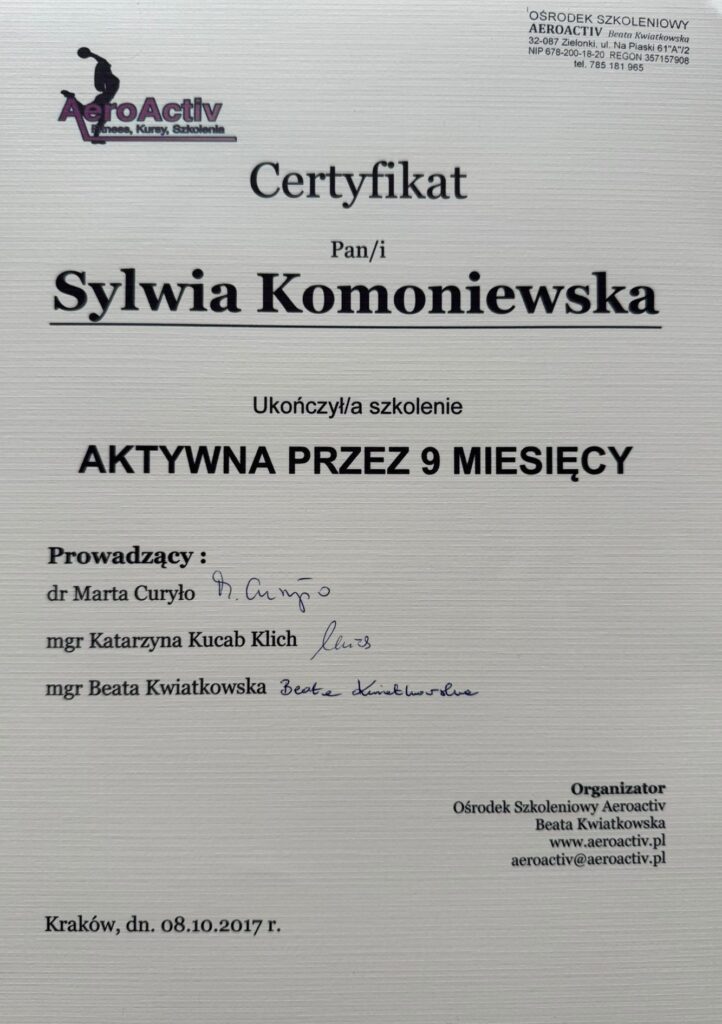 OŚRODEK SZKOLENIOWY
AEROACTIV Beata Kwiatkowska
32-087 Zielonki, ul. Na Piaski 61"A"/2
NIP 678-200-18-20 REGON 357157908
tel. 785 181 965
AeroActiv
Fitness, Kursy, Szkolenia
Certyfikat
Pan/i
Sylwia Komoniewska
Ukończył/a szkolenie
AKTYWNA PRZEZ 9 MIESIĘCY
Prowadzący :
dr Marta Curyło M. Curyło
mgr Katarzyna Kucab Klich
mgr Beata Kwiatkowska Beata Kwiatkowska
Organizator
Ośrodek Szkoleniowy Aeroactiv
Beata Kwiatkowska
www.aeroactiv.pl
aeroactiv@aeroactiv.pl
Kraków, dn. 08.10.2017 r.